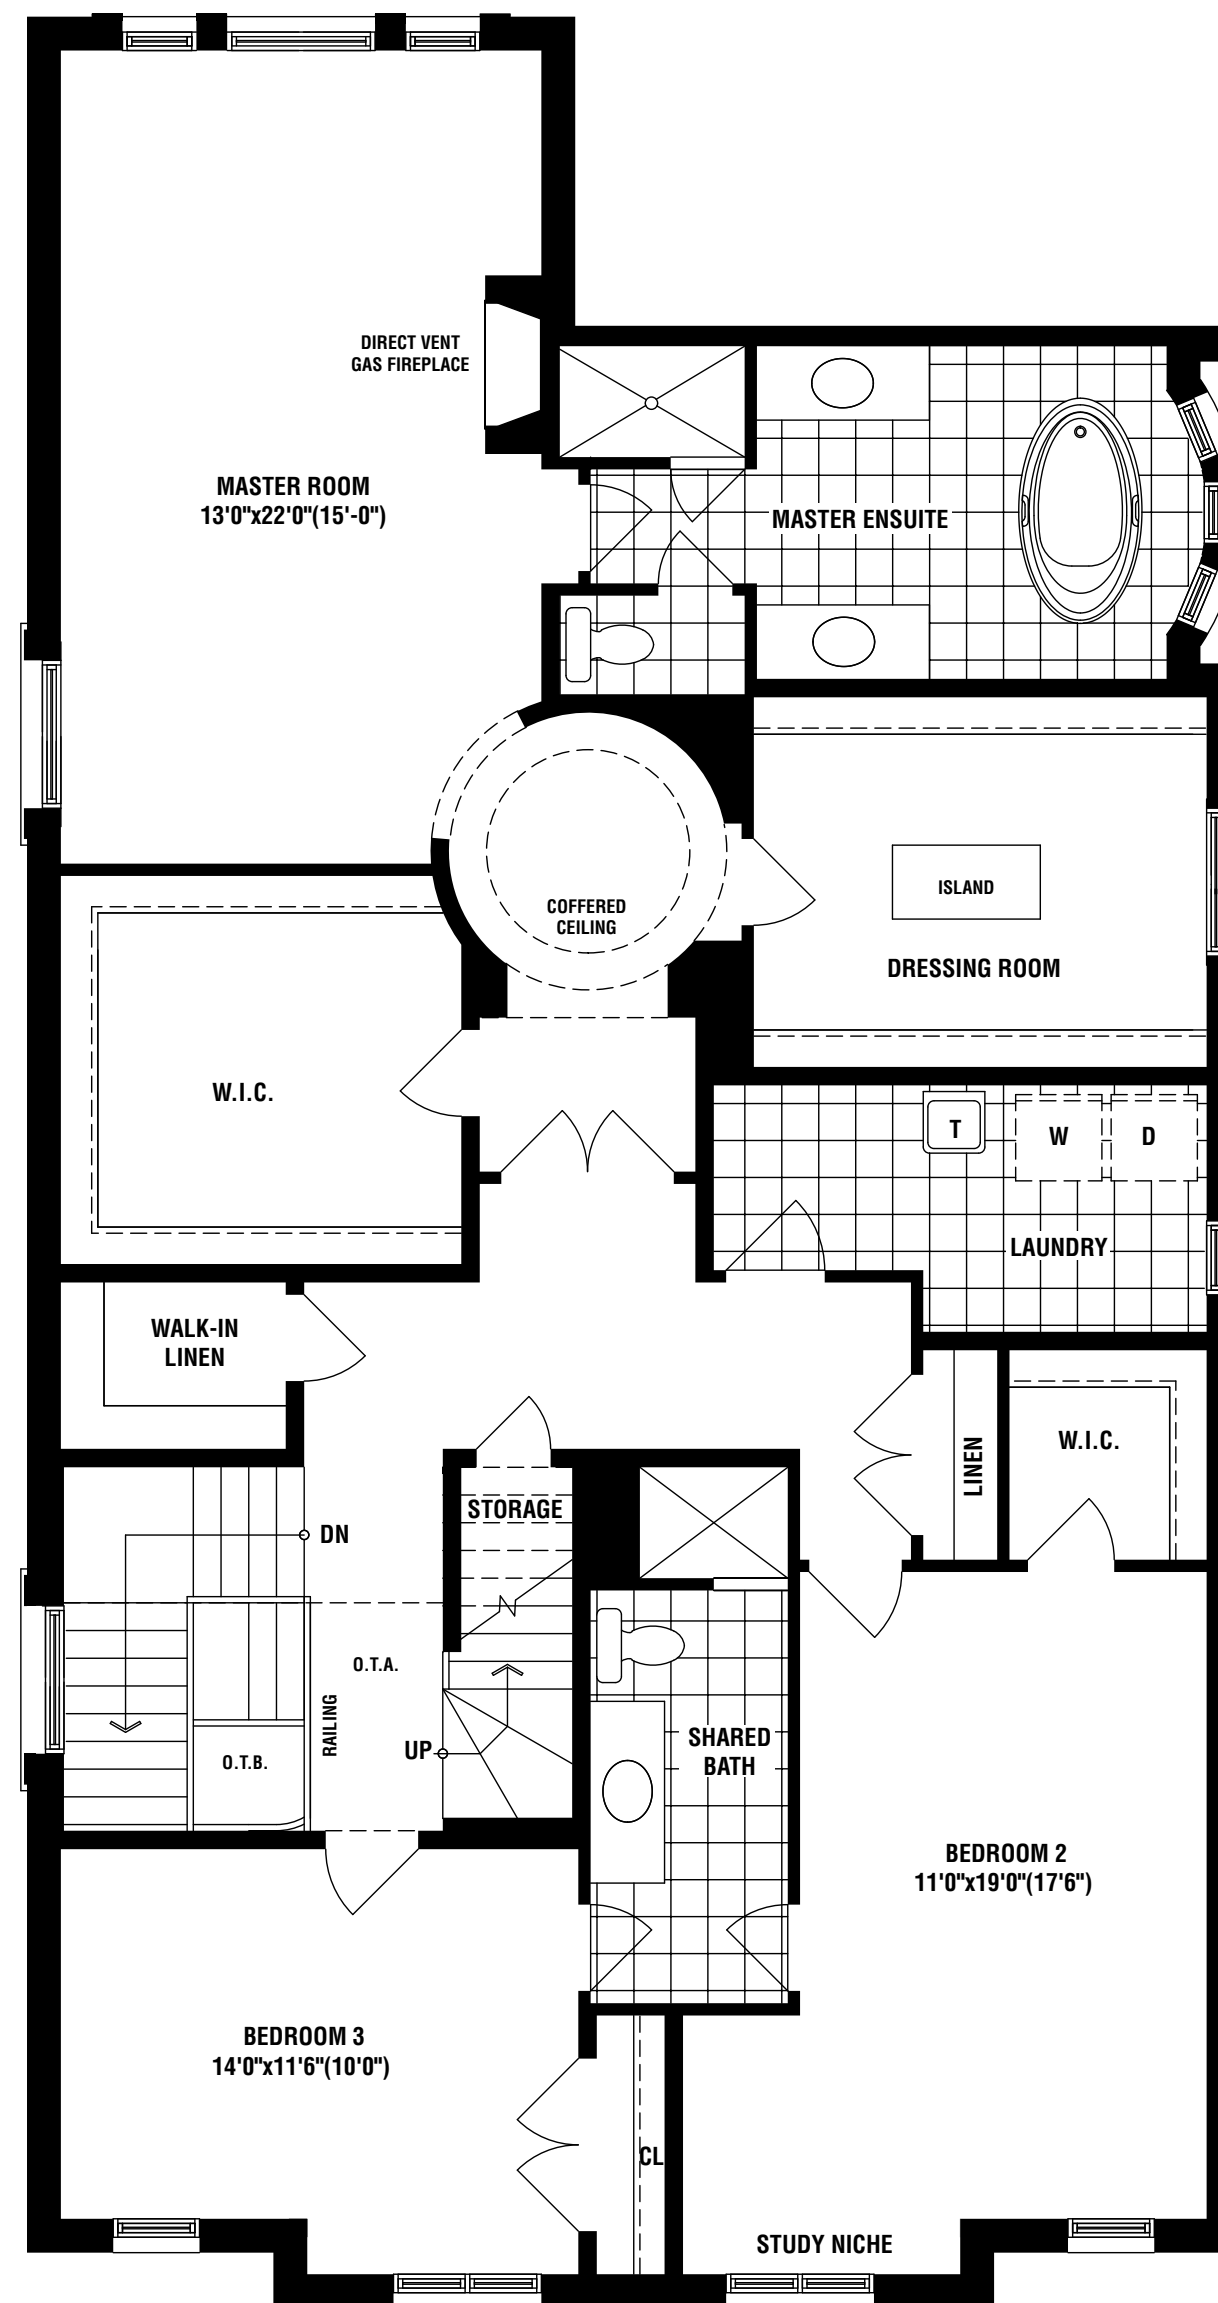 DIRECT VENT
GAS FIREPLACE
MASTER ROOM
13'0"x22'0"(15'-0")
MASTER ENSUITE
COFFERED
CEILING
ISLAND
DRESSING ROOM
W.I.C.
T
W
D
LAUNDRY
WALK-IN
LINEN
LINEN
W.I.C.
STORAGE
DN
O.T.A.
RAILING
UP
O.T.B.
SHARED
BATH
BEDROOM 2
11'0"x19'0"(17'6")
BEDROOM 3
14'0"x11'6"(10'0")
CL
STUDY NICHE